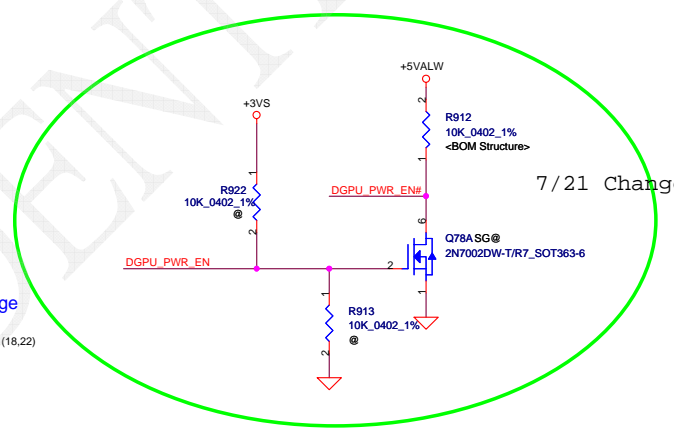 +5VALW
+3VS
2
R912
10K_0402_1%
<BOM Structure>
1
1
R922
10K_0402_1%
@
2
DGPU_PWR_EN#
7/21 Chang
6
Q78A SG@
2N7002DW-T/R7_SOT363-6
DGPU_PWR_EN
2
1
1
R913
10K_0402_1%
@
2
ge
(18,22)